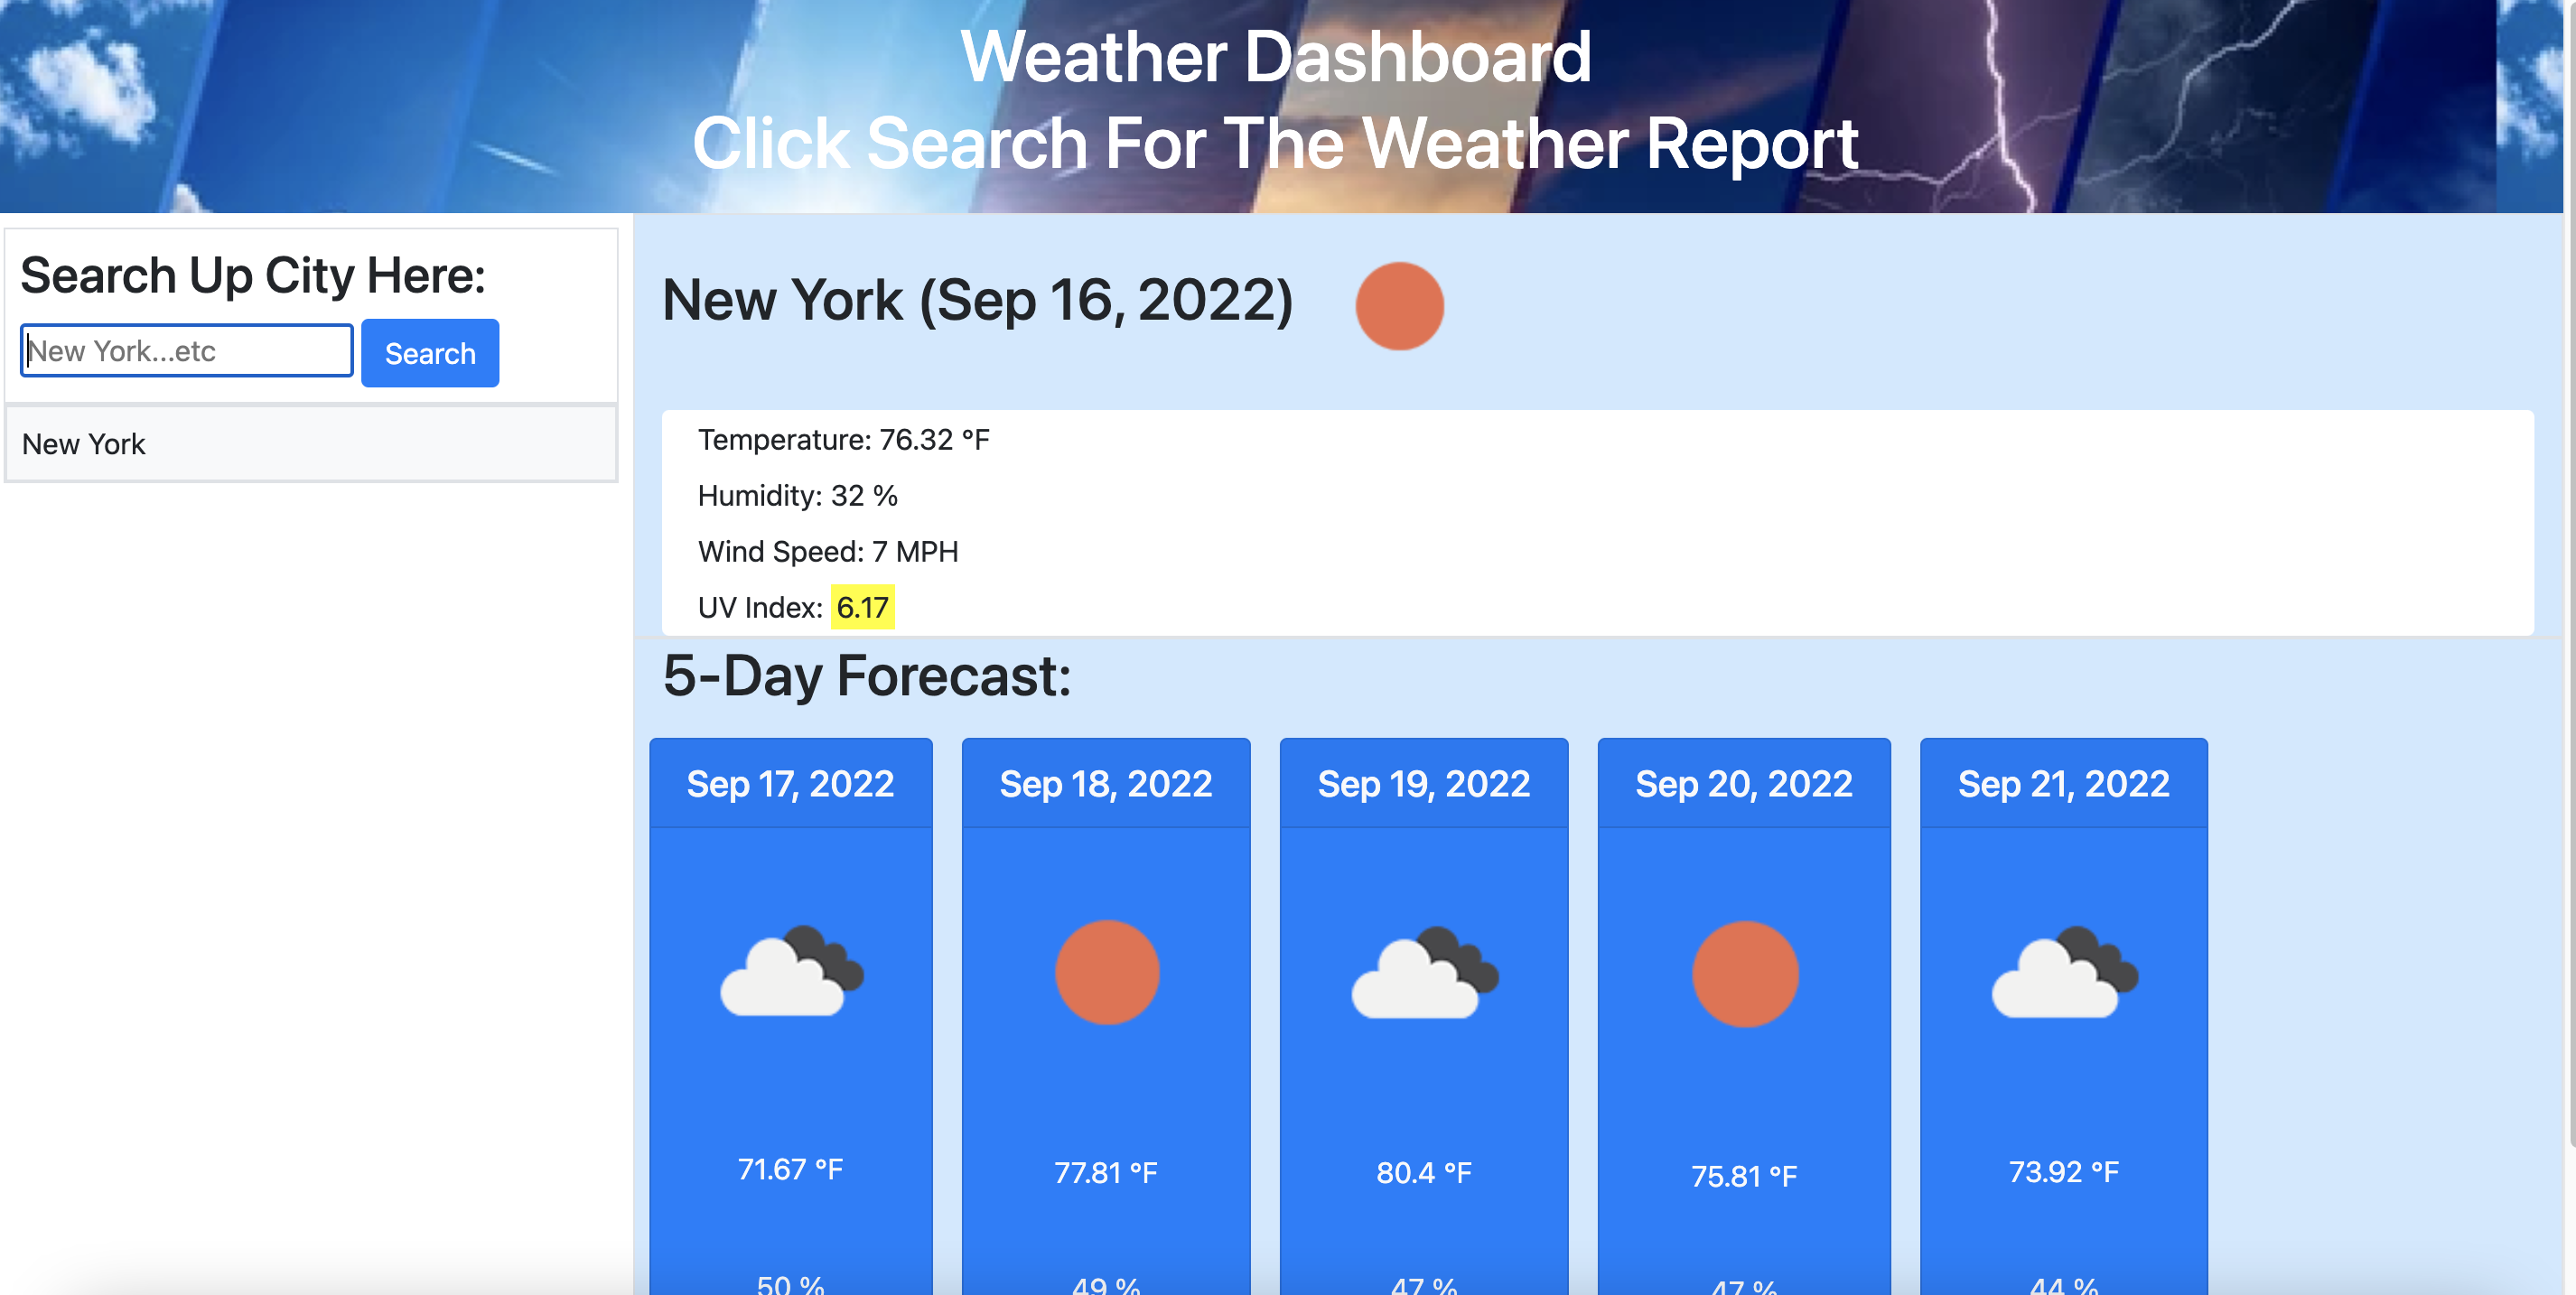 Weather Dashboard
Click Search For The Weather Report
Search Up City Here:
New York...etc
Search
New York
New York (Sep 16, 2022)
Temperature: 76.32 °F
Humidity: 32 %
Wind Speed: 7 MPH
UV Index: 6.17
5-Day Forecast:
Sep 17, 2022 Sep 18, 2022 Sep 19, 2022 Sep 20, 2022 Sep 21, 2022
71.67 °F 77.81 °F 80.4 °F 75.81 °F 73.92 °F
50 % 49 % 47 % 47 % 44 %